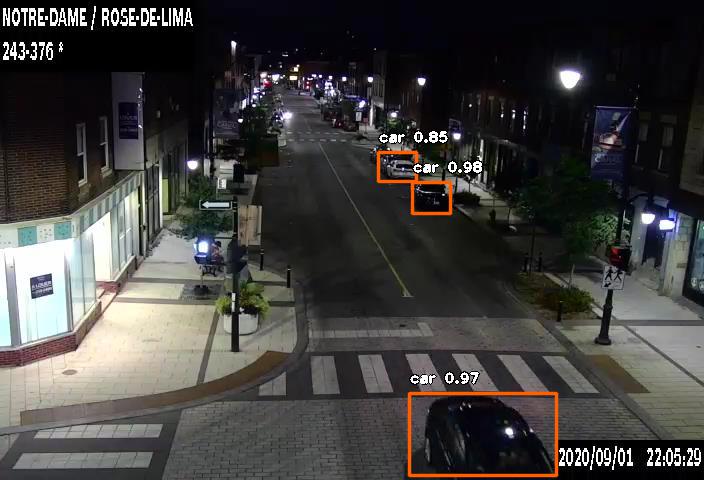 NOTRE-DAME / ROSE-DE-LIMA
243-376 *
car 0.85
car 0.98
car 0.97
À LOUER
2020/09/01 22:05:29